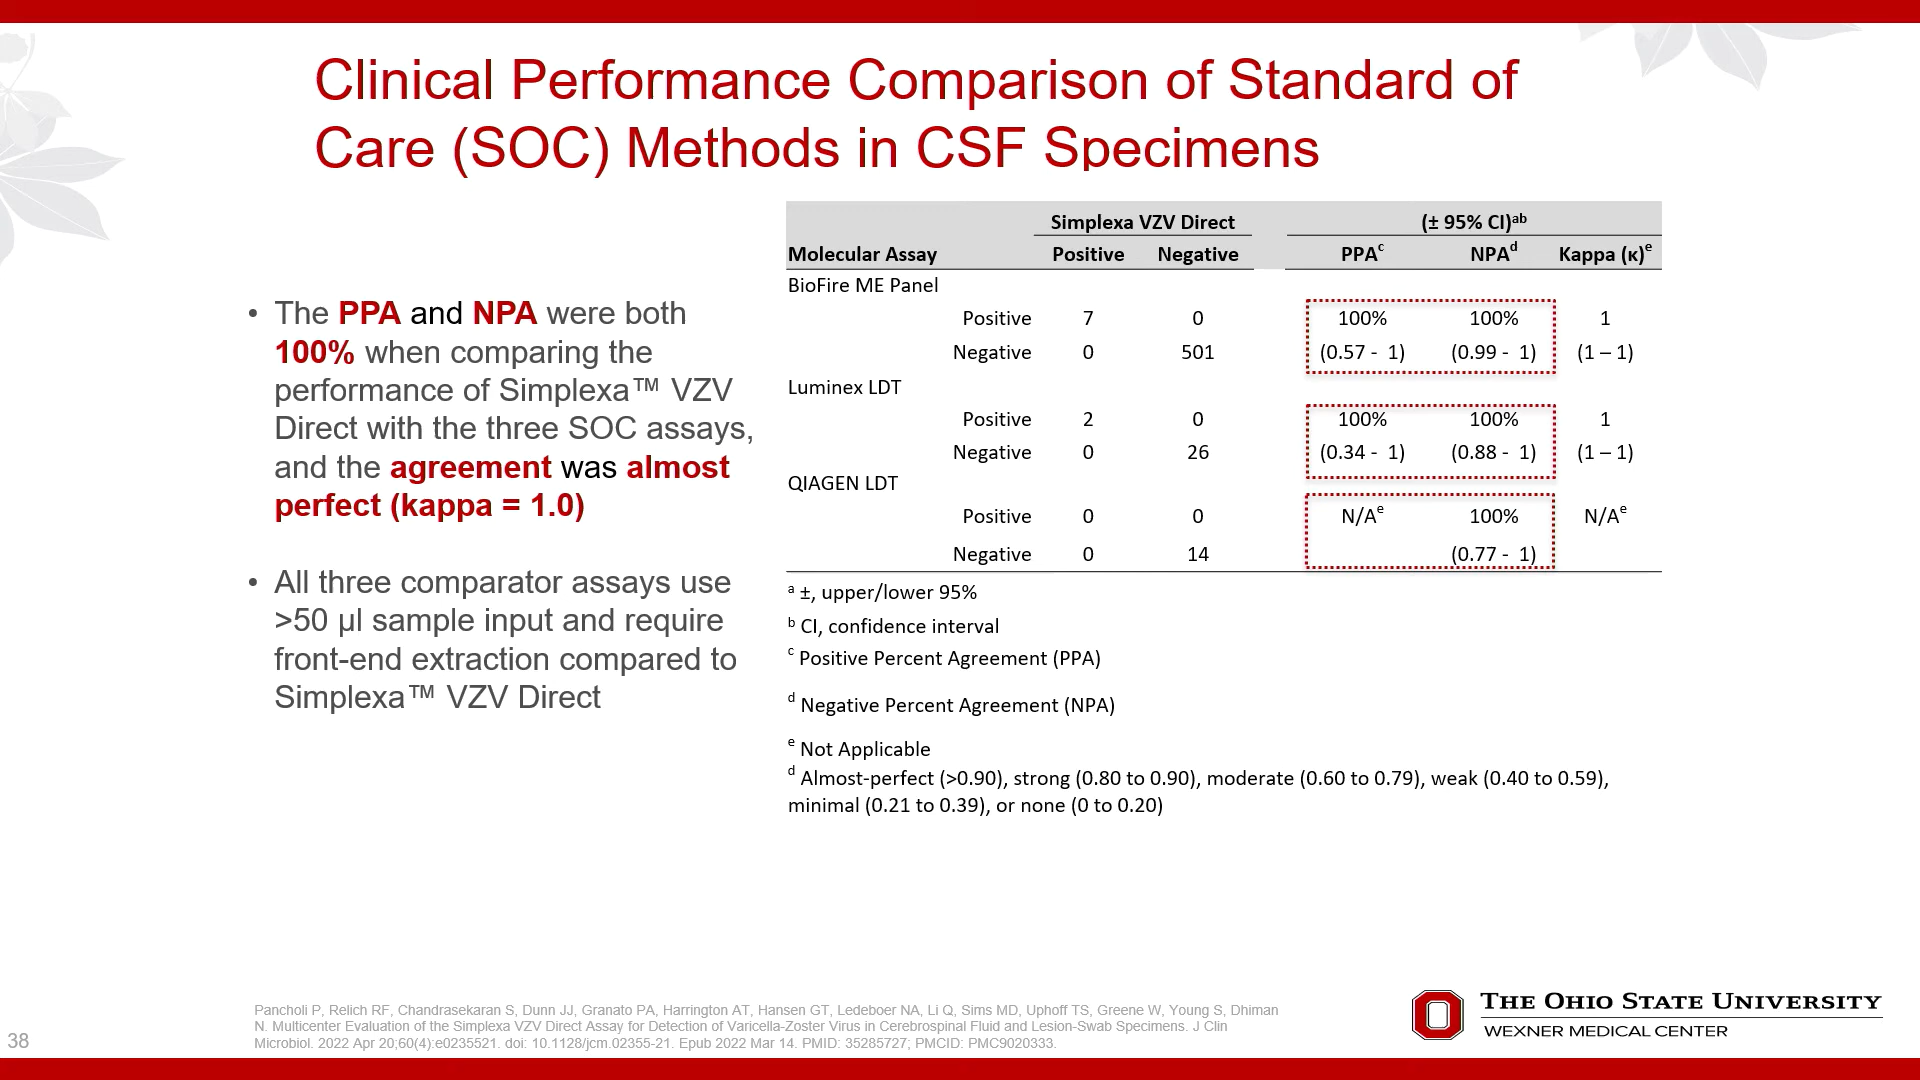 Clinical Performance Comparison of Standard of
Care (SOC) Methods in CSF Specimens
• The PPA and NPA were both
100% when comparing the
performance of Simplexa™ VZV
Direct with the three SOC assays,
and the agreement was almost
perfect (kappa = 1.0)
• All three comparator assays use
>50 µl sample input and require
front-end extraction compared to
Simplexa™ VZV Direct
Simplexa VZV Direct (± 95% CI)ab
Molecular Assay Positive Negative PPAc NPAd Kappa (κ)e
BioFire ME Panel
Positive 7 0 100% 100% 1
Negative 0 501 (0.57 - 1) (0.99 - 1) (1 – 1)
Luminex LDT
Positive 2 0 100% 100% 1
Negative 0 26 (0.34 - 1) (0.88 - 1) (1 – 1)
QIAGEN LDT
Positive 0 0 N/Ae 100% N/Ae
Negative 0 14 (0.77 - 1)
a ±, upper/lower 95%
b CI, confidence interval
c Positive Percent Agreement (PPA)
d Negative Percent Agreement (NPA)
e Not Applicable
d Almost-perfect (>0.90), strong (0.80 to 0.90), moderate (0.60 to 0.79), weak (0.40 to 0.59),
minimal (0.21 to 0.39), or none (0 to 0.20)
Pancholi P, Relich RF, Chandrasekaran S, Dunn JJ, Granato PA, Harrington AT, Hansen GT, Ledeboer NA, Li Q, Sims MD, Uphoff TS, Greene W, Young S, Dhiman
N. Multicenter Evaluation of the Simplexa VZV Direct Assay for Detection of Varicella-Zoster Virus in Cerebrospinal Fluid and Lesion-Swab Specimens. J Clin
Microbiol. 2022 Apr 20;60(4):e0235521. doi: 10.1128/jcm.02355-21. Epub 2022 Mar 14. PMID: 35285727; PMCID: PMC9020333.
38
THE OHIO STATE UNIVERSITY
WEXNER MEDICAL CENTER